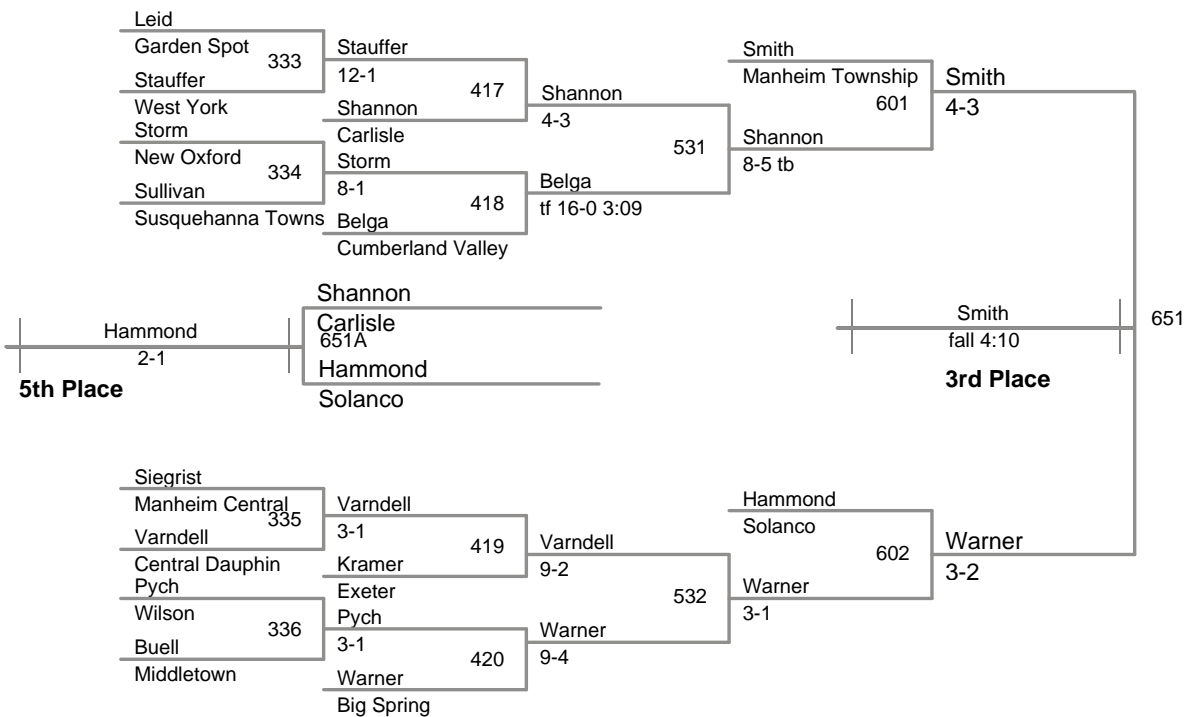 Leid
Garden Spot
333
Stauffer
West York
Stauffer
12-1
417
Shannon
Carlisle
Storm
New Oxford
334
Sullivan
Susquehanna Towns
Storm
8-1
418
Belga
Cumberland Valley
Shannon
4-3
531
Belga
tf 16-0 3:09
Smith
Manheim Township
601
Shannon
8-5 tb
Smith
4-3
Shannon
Carlisle
651A
Hammond
Solanco
Hammond
2-1
5th Place
Smith
fall 4:10
3rd Place
651
Siegrist
Manheim Central
335
Varndell
Central Dauphin
Varndell
3-1
419
Kramer
Exeter
Pych
Wilson
336
Buell
Middletown
Pych
3-1
420
Warner
Big Spring
Varndell
9-2
532
Warner
9-4
Hammond
Solanco
602
Warner
3-1
Warner
3-2